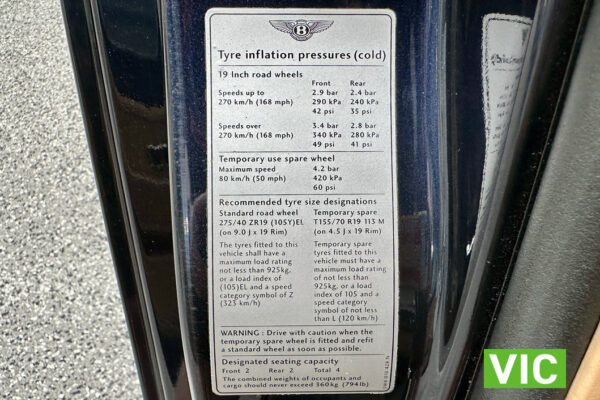 B
Tyre inflation pressures (cold)
19 Inch road wheels
Front Rear
Speeds up to 2.9 bar 2.4 bar
270 km/h (168 mph) 290 kPa 240 kPa
42 psi 35 psi
Speeds over 3.4 bar 2.8 bar
270 km/h (168 mph) 340 kPa 280 kPa
49 psi 41 psi
Temporary use spare wheel
Maximum speed 4.2 bar
80 km/h (50 mph) 420 kPa
60 psi
Recommended tyre size designations
Standard road wheel
275/40 ZR19 (105Y)EL
(on 9.0 J x 19 Rim)
The tyres fitted to this
vehicle shall have a
maximum load rating
not less than 925kg,
or a load index of
(105)EL and a speed
category symbol of Z
(325 km/h)
Temporary spare
T155/70 R19 113 M
(on 4.5 J x 19 Rim)
Temporary spare
tyres fitted to this
vehicle must have a
maximum load rating
of not less than
925kg, or a load
index of 105 and a
speed category
symbol of not less
than L (120 km/h)
WARNING : Drive with caution when the
temporary spare wheel is fitted and refit
a standard wheel as soon as possible.
Designated seating capacity
Front 2 Rear 2 Total 4
The combined weights of occupants and
cargo should never exceed 360kg (794lb)
VIC